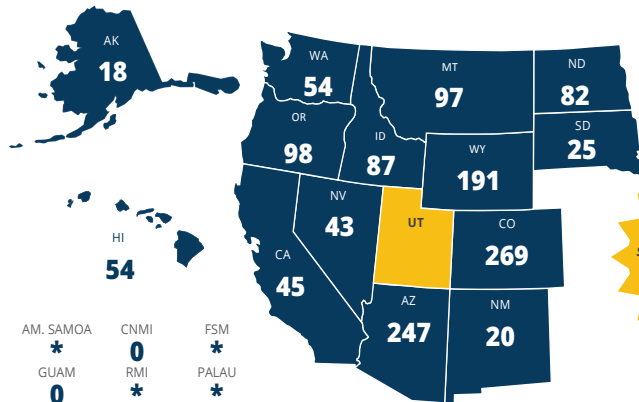 AK
18
WA
54
MT
97
ND
82
OR
98
ID
87
SD
25
WY
191
NV
43
UT
CO
269
CA
45
AZ
247
NM
20
HI
54
AM. SAMOA CNMI FSM
* 0 *
GUAM RMI PALAU
0 * *